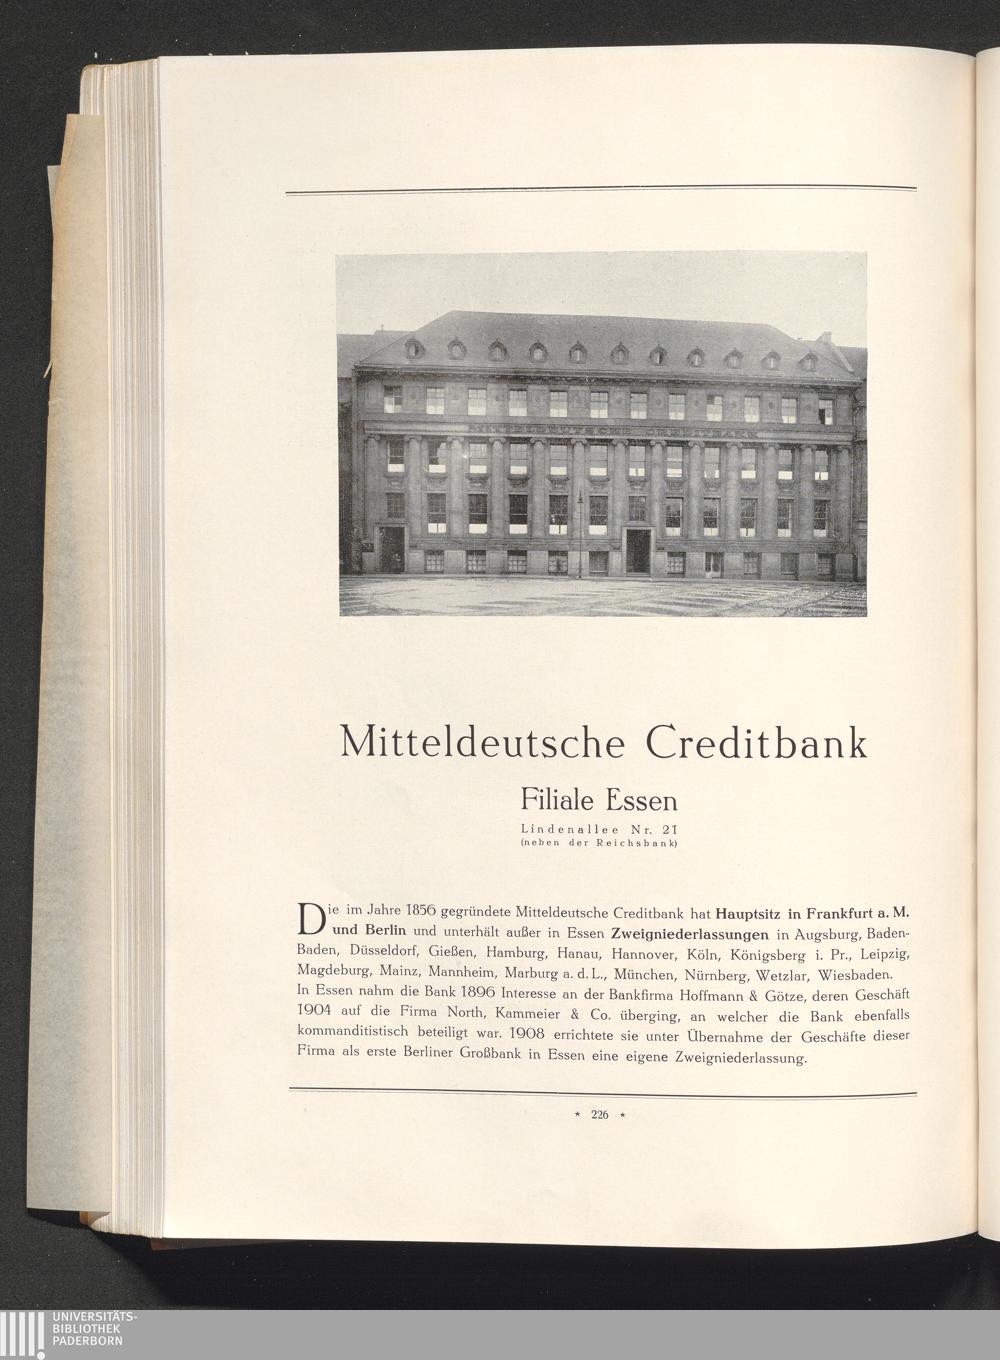 MITTELDEUTSCHE CREDITBANK
Mitteldeutsche Creditbank
Filiale Essen
Lindenallee Nr. 21
(neben der Reichsbank)
Die im Jahre 1856 gegründete Mitteldeutsche Creditbank hat Hauptsitz in Frankfurt a. M.
und Berlin und unterhält außer in Essen Zweigniederlassungen in Augsburg, Baden-
Baden, Düsseldorf, Gießen, Hamburg, Hanau, Hannover, Köln, Königsberg i. Pr., Leipzig,
Magdeburg, Mainz, Mannheim, Marburg a. d. L., München, Nürnberg, Wetzlar, Wiesbaden.
In Essen nahm die Bank 1896 Interesse an der Bankfirma Hoffmann & Götze, deren Geschäft
1904 auf die Firma North, Kammeier & Co. überging, an welcher die Bank ebenfalls
kommanditistisch beteiligt war. 1908 errichtete sie unter Übernahme der Geschäfte dieser
Firma als erste Berliner Großbank in Essen eine eigene Zweigniederlassung.
* 226 *
UNIVERSITÄTS-
BIBLIOTHEK
PADERBORN